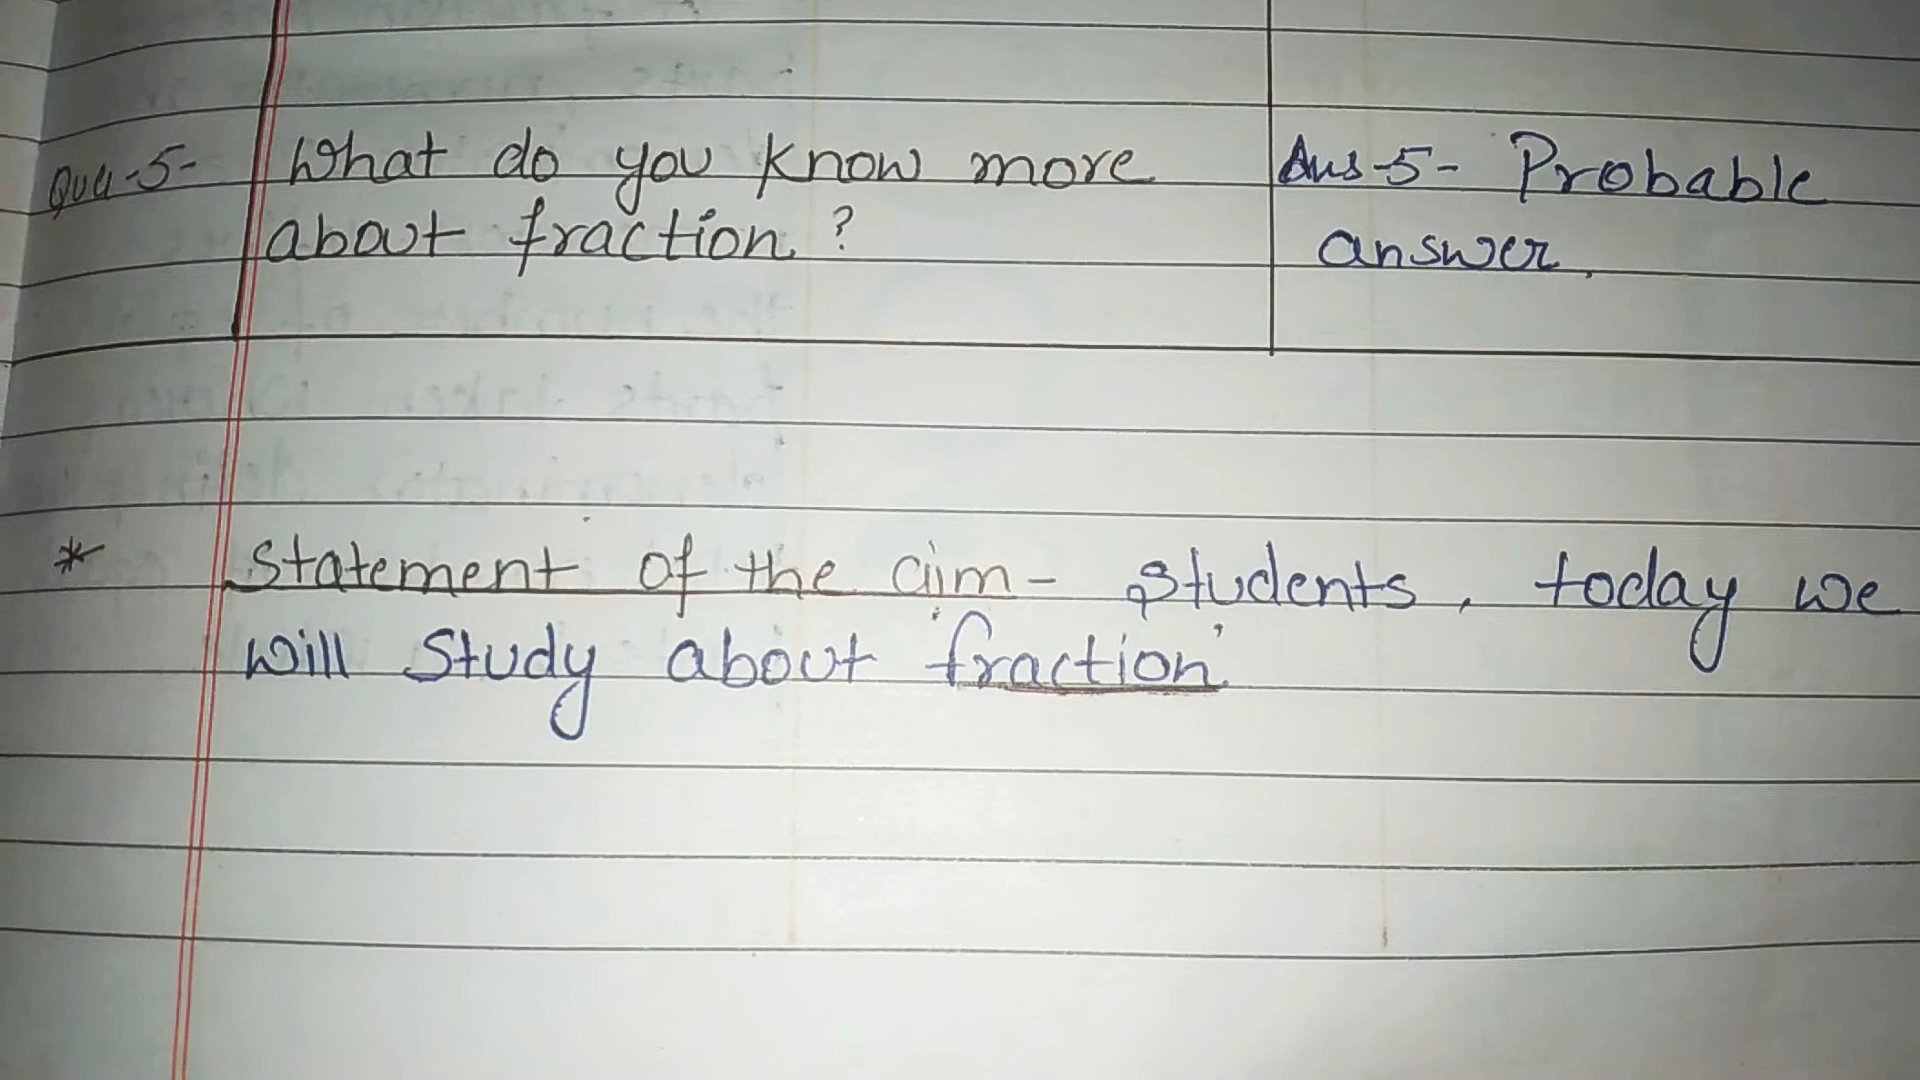 Que-5- What do you know more Ans-5- Probable
about fraction? answer.
* Statement of the aim- Students, today we
will study about 'fraction'